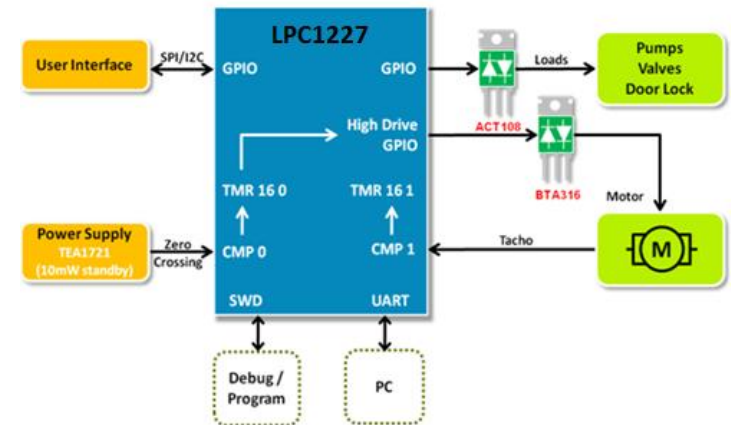 LPC1227
User Interface
SPI/I2C
GPIO
GPIO
ACT108
Loads
Pumps
Valves
Door Lock
High Drive
GPIO
BTA316
Motor
TMR 16 0
TMR 16 1
Power Supply
TEA1721
(10mW standby)
Zero
Crossing
CMP 0
CMP 1
Tacho
M
SWD
UART
Debug /
Program
PC